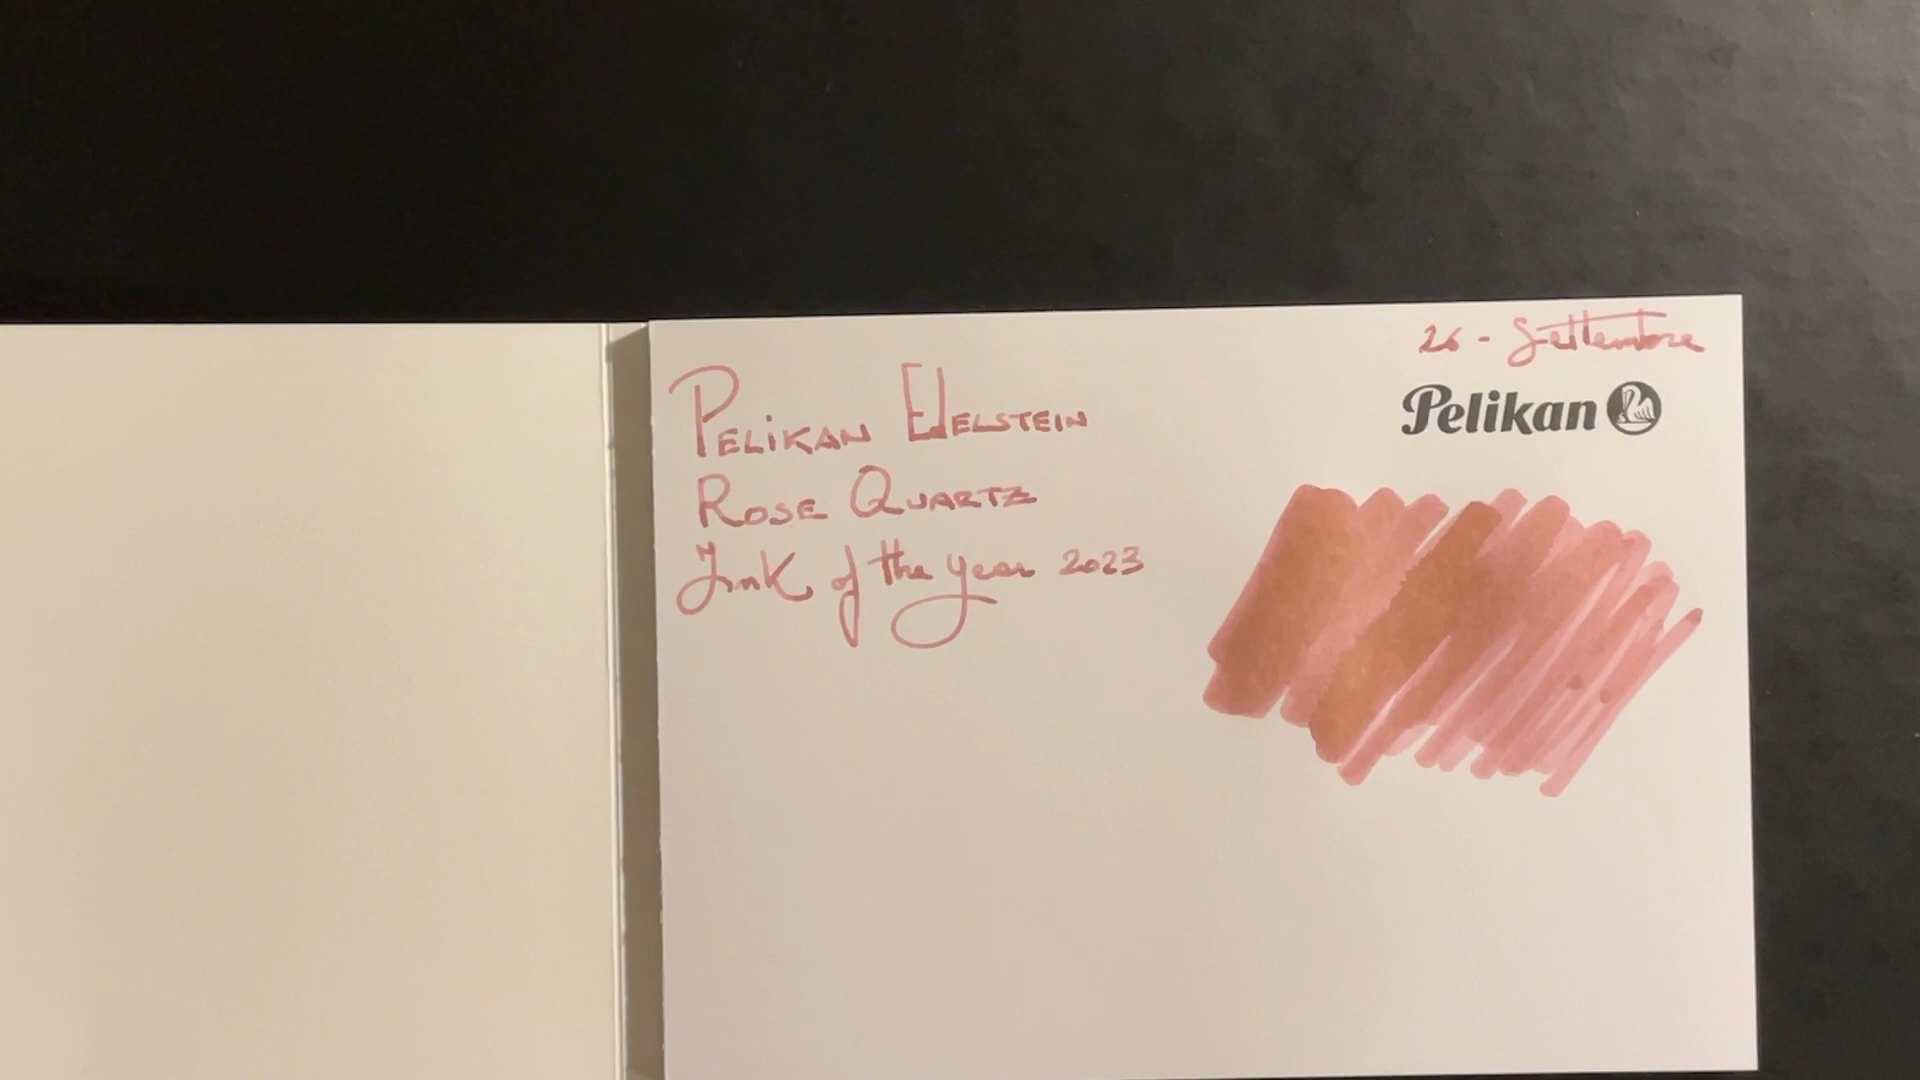 26 - Settembre
Pelikan
Pelikan Edelstein
Rose Quartz
Ink of the year 2023